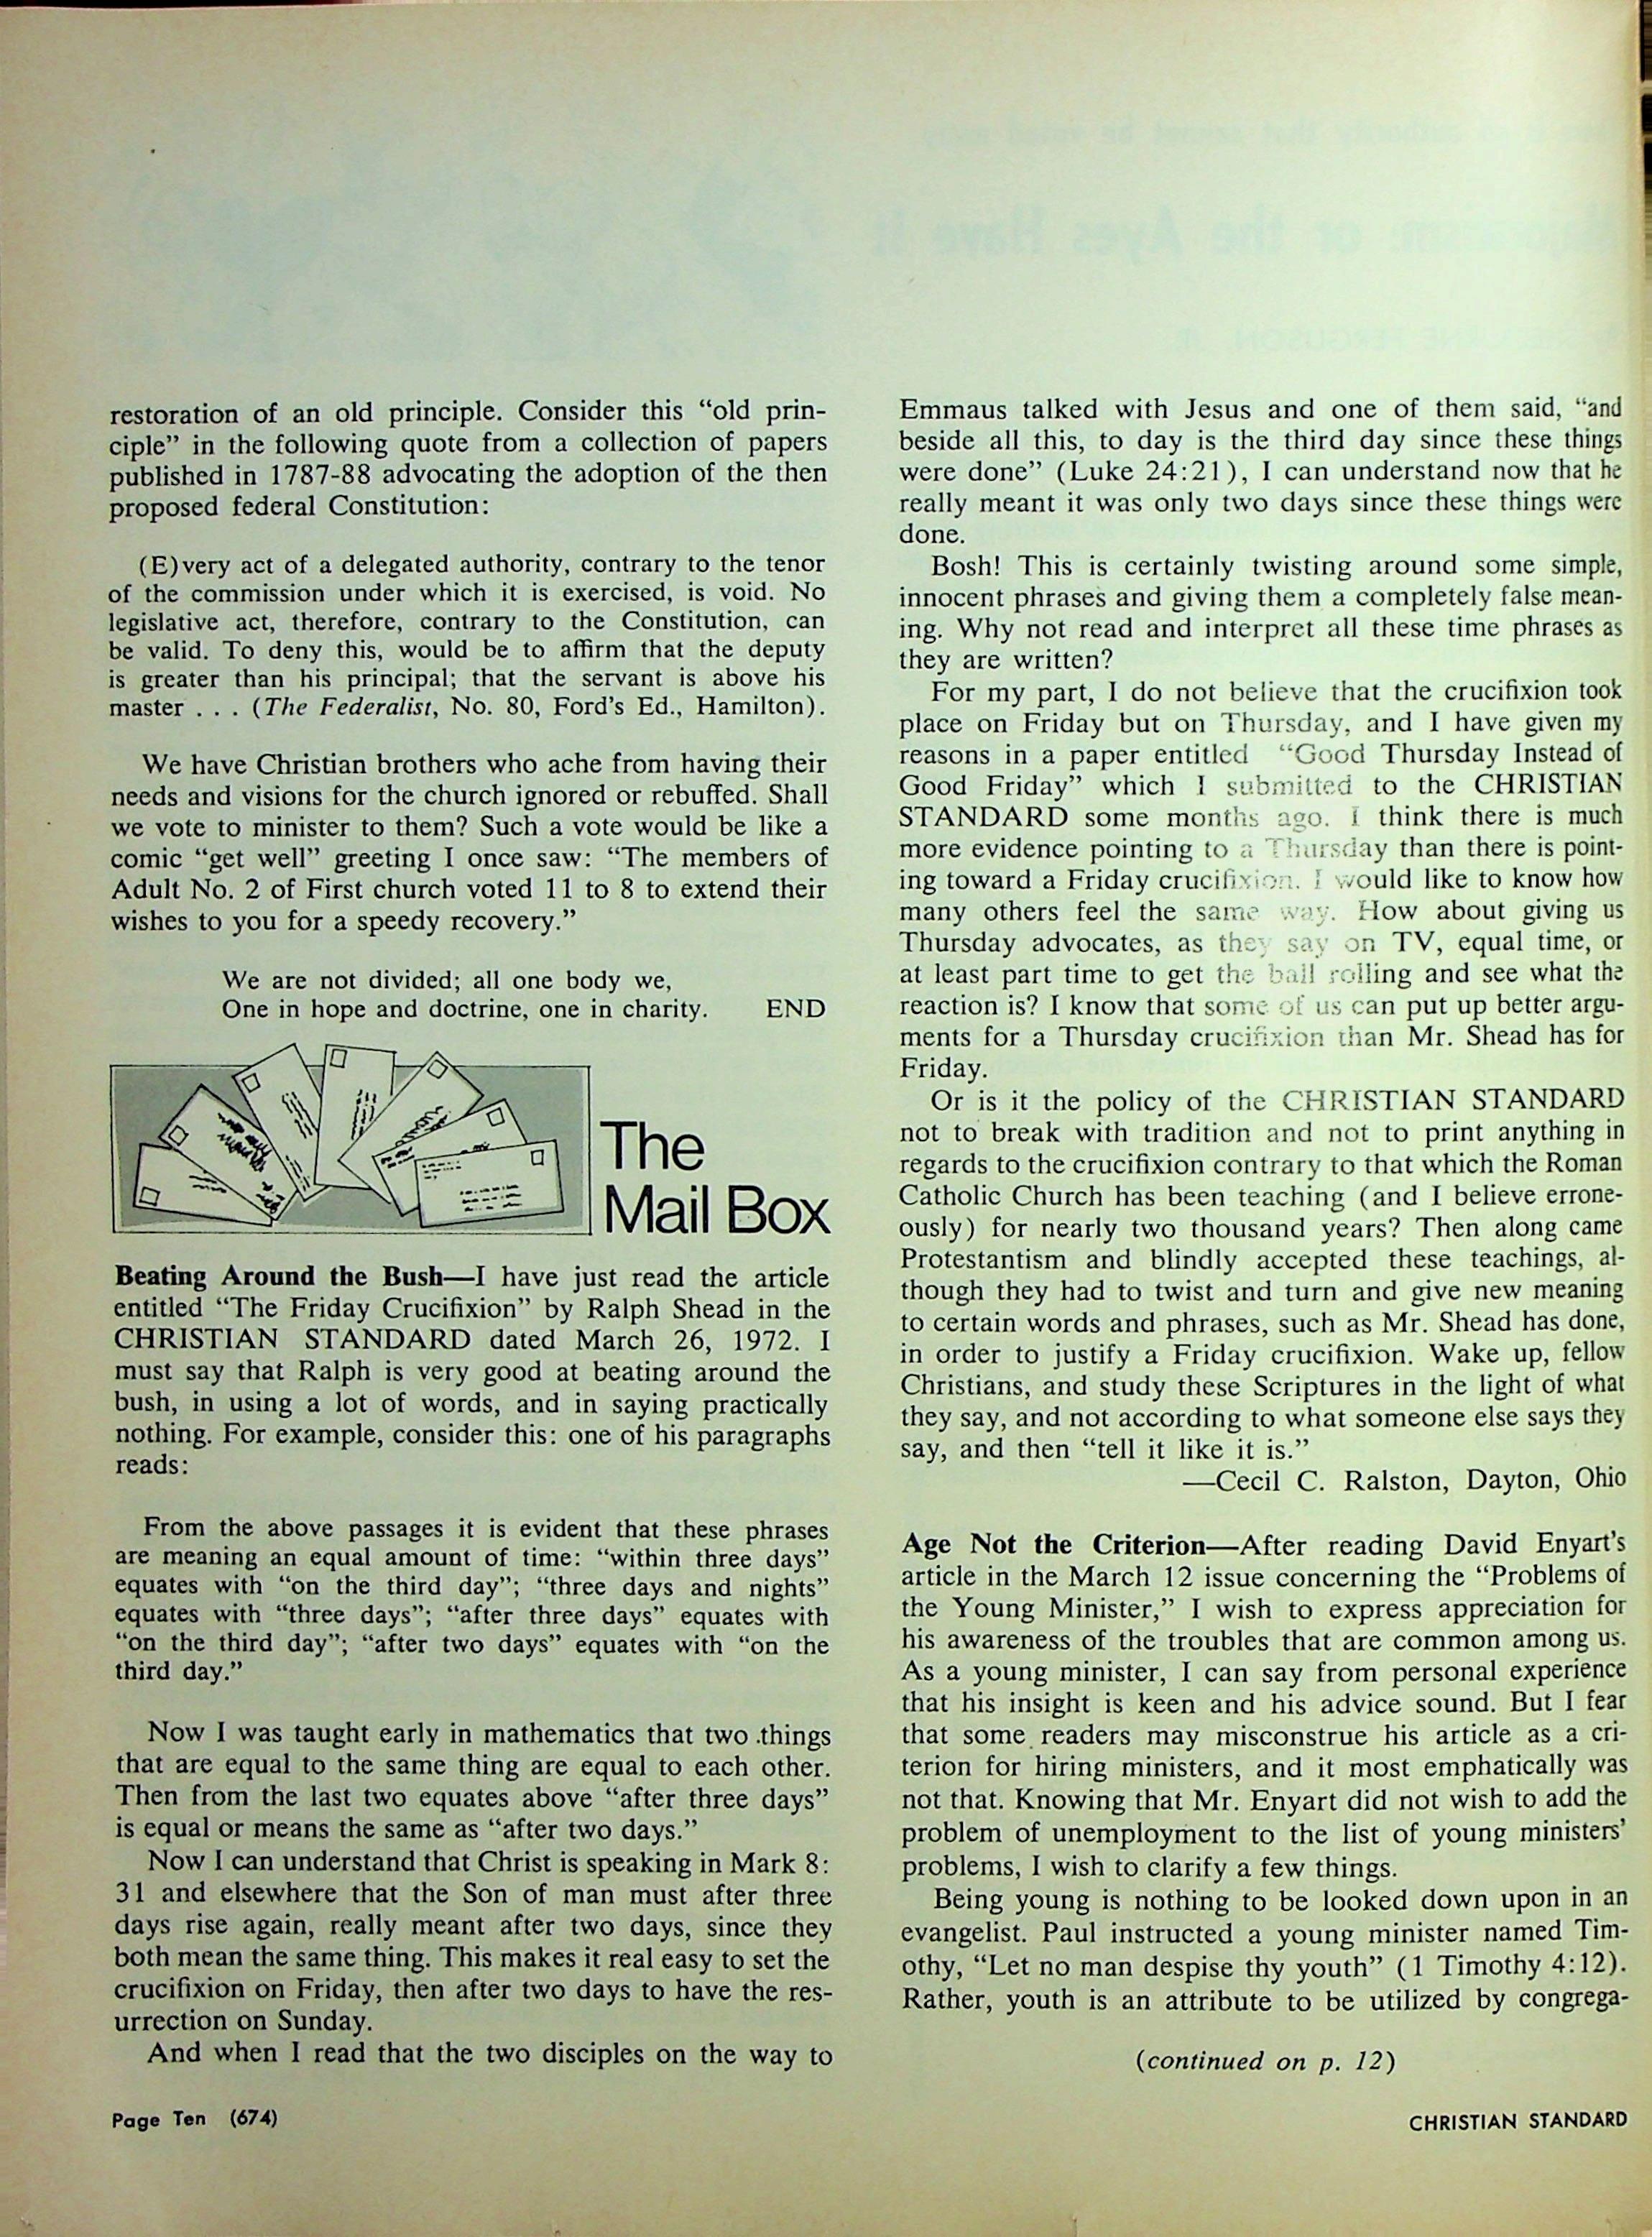 restoration of an old principle. Consider this “old prin-
ciple” in the following quote from a collection of papers
published in 1787-88 advocating the adoption of the then
proposed federal Constitution:
(E)very act of a delegated authority, contrary to the tenor
of the commission under which it is exercised, is void. No
legislative act, therefore, contrary to the Constitution, can
be valid. To deny this, would be to affirm that the deputy
is greater than his principal; that the servant is above his
master . . . (The Federalist, No. 80, Ford’s Ed., Hamilton).
We have Christian brothers who ache from having their
needs and visions for the church ignored or rebuffed. Shall
we vote to minister to them? Such a vote would be like a
comic “get well” greeting I once saw: “The members of
Adult No. 2 of First church voted 11 to 8 to extend their
wishes to you for a speedy recovery.”
We are not divided; all one body we,
One in hope and doctrine, one in charity. END
The
Mail Box
Beating Around the Bush—I have just read the article
entitled “The Friday Crucifixion” by Ralph Shead in the
CHRISTIAN STANDARD dated March 26, 1972. I
must say that Ralph is very good at beating around the
bush, in using a lot of words, and in saying practically
nothing. For example, consider this: one of his paragraphs
reads:
From the above passages it is evident that these phrases
are meaning an equal amount of time: “within three days”
equates with “on the third day”; “three days and nights”
equates with “three days”; “after three days” equates with
“on the third day”; “after two days” equates with “on the
third day.”
Now I was taught early in mathematics that two .things
that are equal to the same thing are equal to each other.
Then from the last two equates above “after three days”
is equal or means the same as “after two days.”
Now I can understand that Christ is speaking in Mark 8:
31 and elsewhere that the Son of man must after three
days rise again, really meant after two days, since they
both mean the same thing. This makes it real easy to set the
crucifixion on Friday, then after two days to have the res-
urrection on Sunday.
And when I read that the two disciples on the way to
Emmaus talked with Jesus and one of them said, “and
beside all this, to day is the third day since these things
were done” (Luke 24:21), I can understand now that he
really meant it was only two days since these things were
done.
Bosh! This is certainly twisting around some simple,
innocent phrases and giving them a completely false mean-
ing. Why not read and interpret all these time phrases as
they are written?
For my part, I do not believe that the crucifixion took
place on Friday but on Thursday, and I have given my
reasons in a paper entitled “Good Thursday Instead of
Good Friday” which I submitted to the CHRISTIAN
STANDARD some months ago. I think there is much
more evidence pointing to a Thursday than there is point-
ing toward a Friday crucifixion. I would like to know how
many others feel the same way. How about giving us
Thursday advocates, as they say on TV, equal time, or
at least part time to get the ball rolling and see what the
reaction is? I know that some of us can put up better argu-
ments for a Thursday crucifixion than Mr. Shead has for
Friday.
Or is it the policy of the CHRISTIAN STANDARD
not to break with tradition and not to print anything in
regards to the crucifixion contrary to that which the Roman
Catholic Church has been teaching (and I believe errone-
ously) for nearly two thousand years? Then along came
Protestantism and blindly accepted these teachings, al-
though they had to twist and turn and give new meaning
to certain words and phrases, such as Mr. Shead has done,
in order to justify a Friday crucifixion. Wake up, fellow
Christians, and study these Scriptures in the light of what
they say, and not according to what someone else says they
say, and then “tell it like it is.”
—Cecil C. Ralston, Dayton, Ohio
Age Not the Criterion—After reading David Enyart’s
article in the March 12 issue concerning the “Problems of
the Young Minister,” I wish to express appreciation for
his awareness of the troubles that are common among us.
As a young minister, I can say from personal experience
that his insight is keen and his advice sound. But I fear
that some readers may misconstrue his article as a cri-
terion for hiring ministers, and it most emphatically was
not that. Knowing that Mr. Enyart did not wish to add the
problem of unemployment to the list of young ministers’
problems, I wish to clarify a few things.
Being young is nothing to be looked down upon in an
evangelist. Paul instructed a young minister named Tim-
othy, “Let no man despise thy youth” (1 Timothy 4:12).
Rather, youth is an attribute to be utilized by congrega-
(continued on p. 12)
Page Ten (674)
CHRISTIAN STANDARD